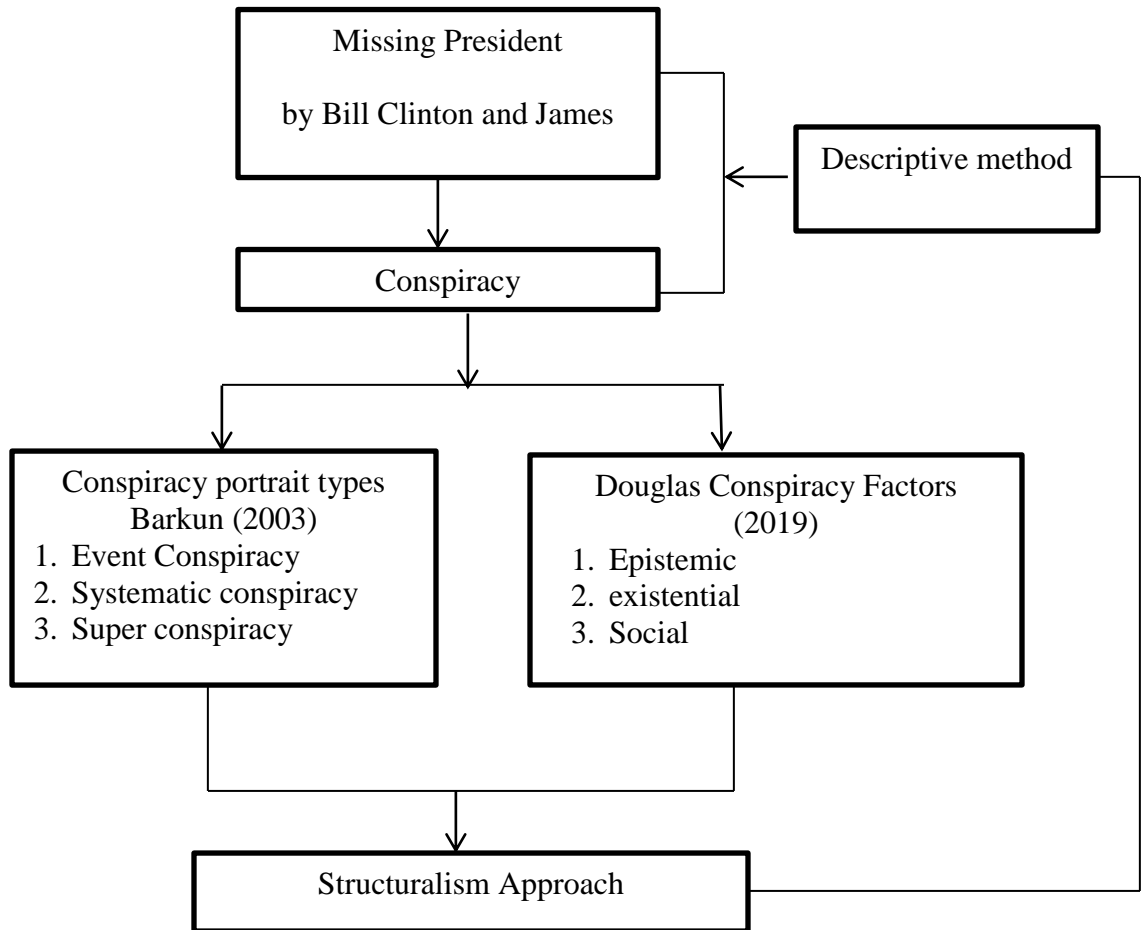 Missing President
by Bill Clinton and James
Descriptive method
Conspiracy
Conspiracy portrait types
Barkun (2003)
1. Event Conspiracy
2. Systematic conspiracy
3. Super conspiracy
Douglas Conspiracy Factors
(2019)
1. Epistemic
2. existential
3. Social
Structuralism Approach